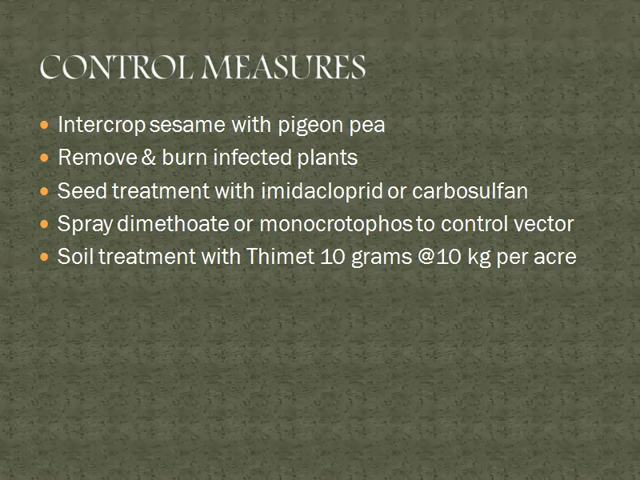 CONTROL MEASURES
• Intercrop sesame with pigeon pea
• Remove & burn infected plants
• Seed treatment with imidacloprid or carbosulfan
• Spray dimethoate or monocrotophos to control vector
• Soil treatment with Thimet 10 grams @10 kg per acre